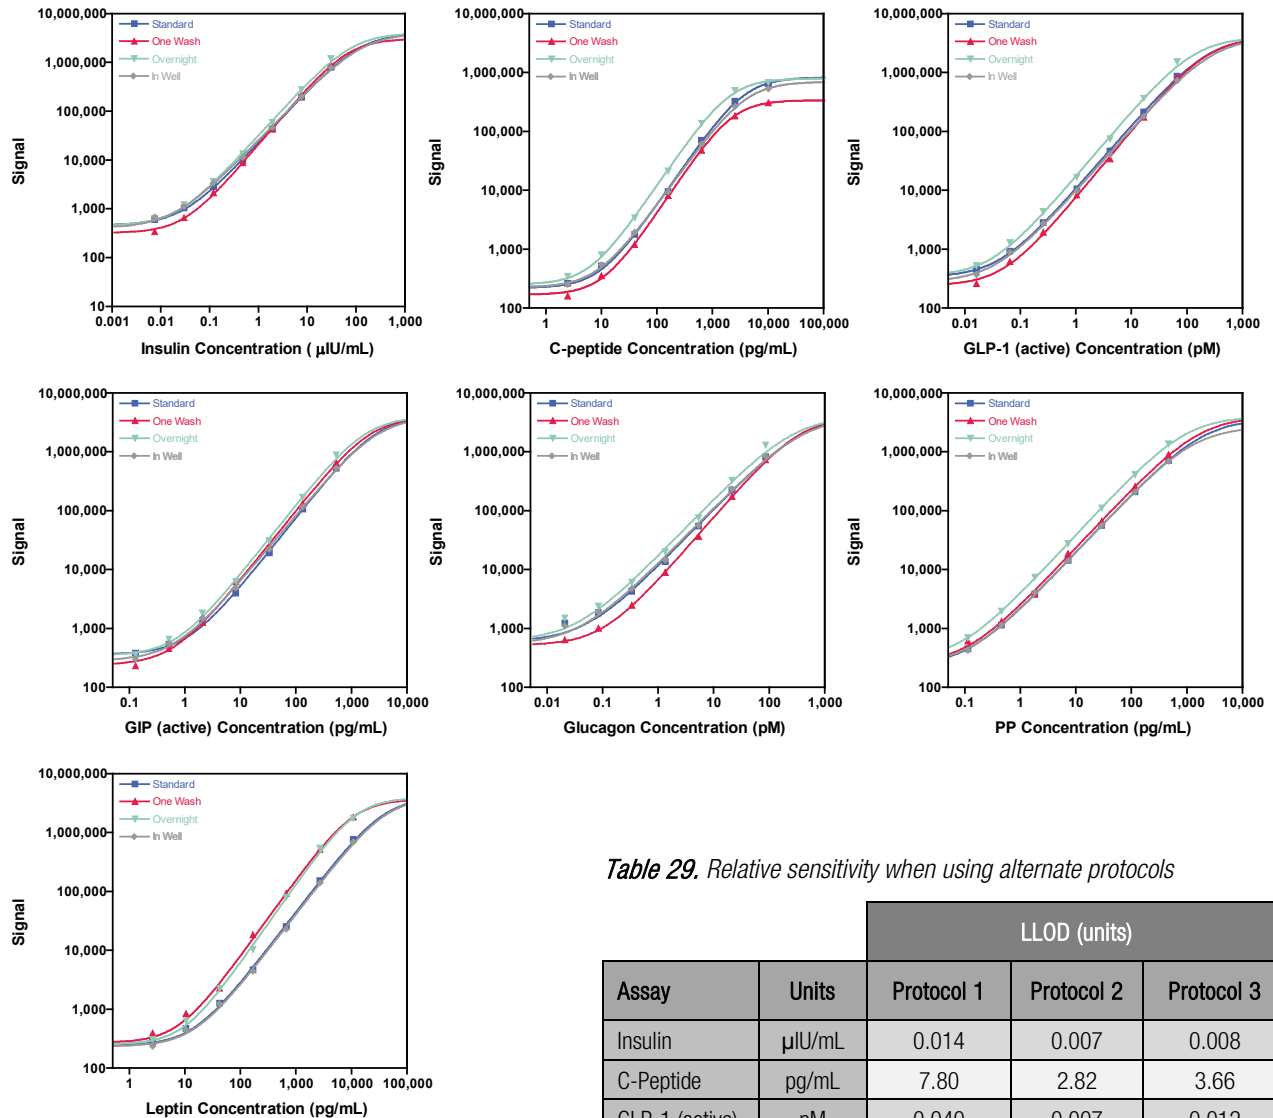 10,000,000
1,000,000
100,000
10,000
1,000
100
10
Signal
Standard
One Wash
Overnight
In Well
0.001 0.01 0.1 1 10 100 1,000
Insulin Concentration ( µIU/mL)
10,000,000
1,000,000
100,000
10,000
1,000
100
Signal
Standard
One Wash
Overnight
In Well
1 10 100 1,000 10,000 100,000
C-peptide Concentration (pg/mL)
10,000,000
1,000,000
100,000
10,000
1,000
100
Signal
Standard
One Wash
Overnight
In Well
0.01 0.1 1 10 100 1,000
GLP-1 (active) Concentration (pM)
10,000,000
1,000,000
100,000
10,000
1,000
100
Signal
Standard
One Wash
Overnight
In Well
0.1 1 10 100 1,000 10,000
GIP (active) Concentration (pg/mL)
10,000,000
1,000,000
100,000
10,000
1,000
100
Signal
Standard
One Wash
Overnight
In Well
0.01 0.1 1 10 100 1,000
Glucagon Concentration (pM)
10,000,000
1,000,000
100,000
10,000
1,000
100
Signal
Standard
One Wash
Overnight
In Well
0.1 1 10 100 1,000 10,000
PP Concentration (pg/mL)
10,000,000
1,000,000
100,000
10,000
1,000
100
Signal
Standard
One Wash
Overnight
In Well
1 10 100 1,000 10,000 100,000
Leptin Concentration (pg/mL)
Table 29. Relative sensitivity when using alternate protocols
LLOD (units)
Assay Units Protocol 1 Protocol 2 Protocol 3
Insulin µIU/mL 0.014 0.007 0.008
C-Peptide pg/mL 7.80 2.82 3.66
GLP-1 (active) pM 0.049 0.007 0.012